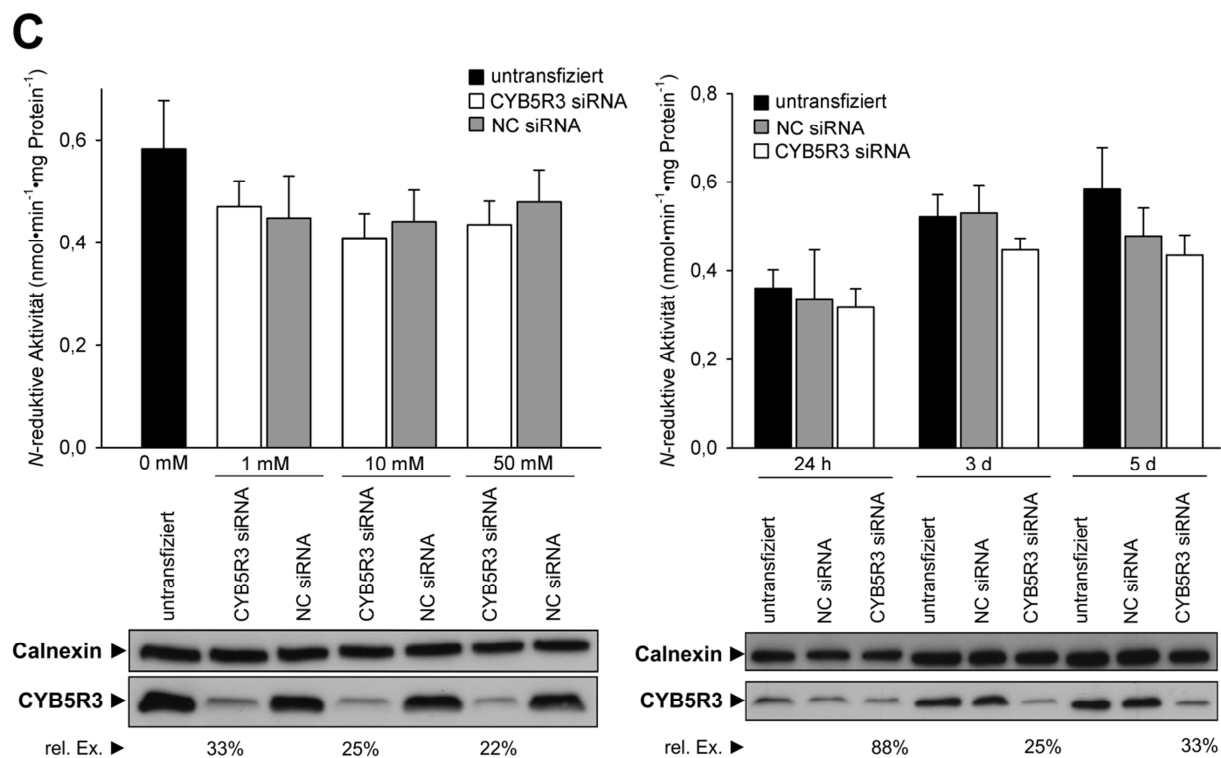 C
N-reduktive Aktivität (nmol•min⁻¹•mg Protein⁻¹)
0,6
0,4
0,2
0,0
untransfiziert
CYB5R3 siRNA
NC siRNA
0 mM
1 mM
10 mM
50 mM
untransfiziert
CYB5R3 siRNA
NC siRNA
CYB5R3 siRNA
NC siRNA
CYB5R3 siRNA
NC siRNA
Calnexin ►
CYB5R3 ►
rel. Ex. ► 33% 25% 22%
N-reduktive Aktivität (nmol•min⁻¹•mg Protein⁻¹)
0,8
0,6
0,4
0,2
0,0
untransfiziert
NC siRNA
CYB5R3 siRNA
24 h
3 d
5 d
untransfiziert
NC siRNA
CYB5R3 siRNA
untransfiziert
NC siRNA
CYB5R3 siRNA
untransfiziert
NC siRNA
CYB5R3 siRNA
Calnexin ►
CYB5R3 ►
rel. Ex. ► 88% 25% 33%